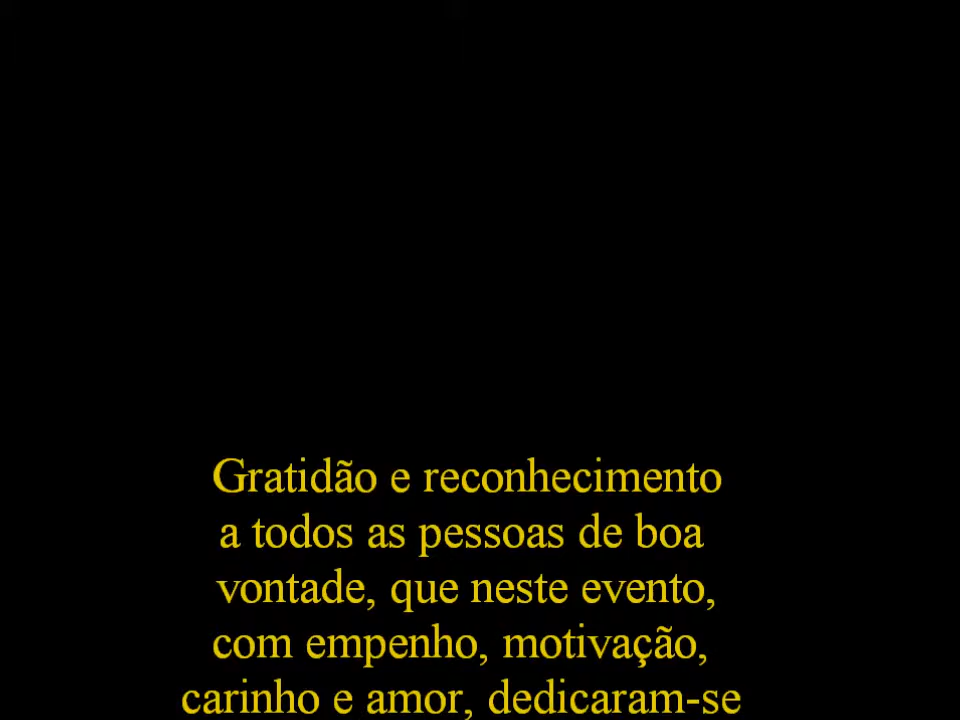 Gratidão e reconhecimento
a todos as pessoas de boa
vontade, que neste evento,
com empenho, motivação,
carinho e amor, dedicaram-se